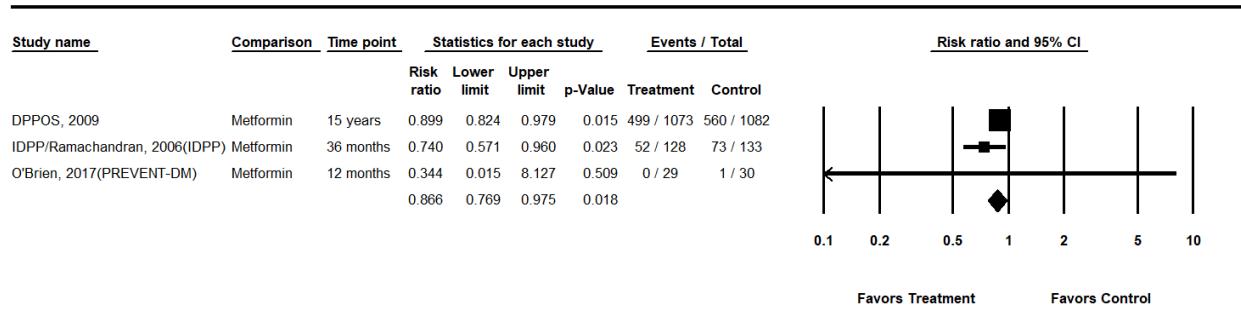 Study name Comparison Time point Statistics for each study Events / Total Risk ratio and 95% CI
Risk ratio Lower limit Upper limit p-Value Treatment Control
DPPOS, 2009 Metformin 15 years 0.899 0.824 0.979 0.015 499 / 1073 560 / 1082
IDPP/Ramachandran, 2006(IDPP) Metformin 36 months 0.740 0.571 0.960 0.023 52 / 128 73 / 133
O'Brien, 2017(PREVENT-DM) Metformin 12 months 0.344 0.015 8.127 0.509 0 / 29 1 / 30
0.866 0.769 0.975 0.018
0.1 0.2 0.5 1 2 5 10
Favors Treatment Favors Control